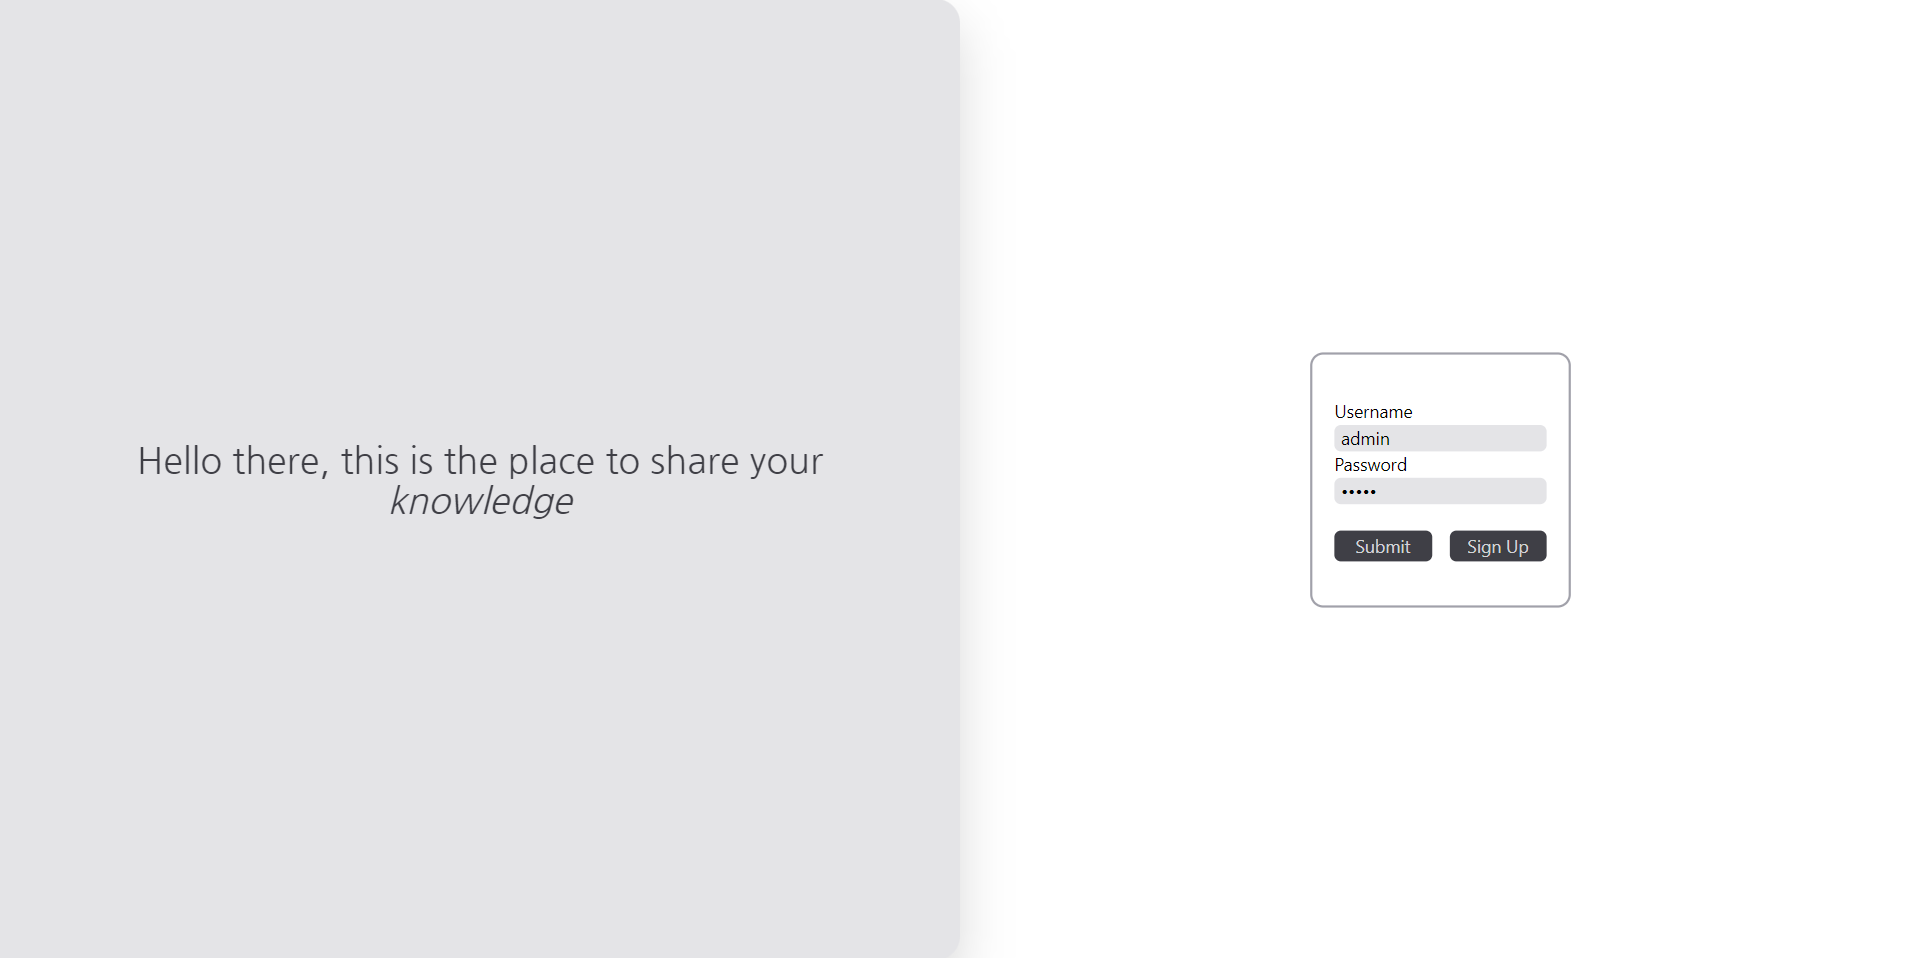 Hello there, this is the place to share your
knowledge
Username
admin
Password
•••••
Submit
Sign Up